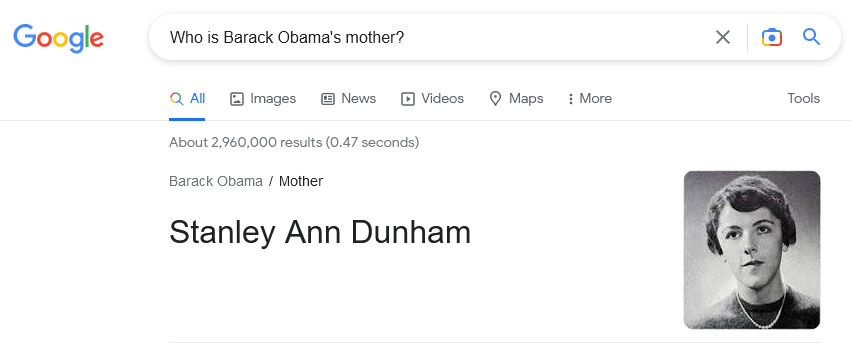 Google
Who is Barack Obama's mother?
All Images News Videos Maps More Tools
About 2,960,000 results (0.47 seconds)
Barack Obama / Mother
Stanley Ann Dunham